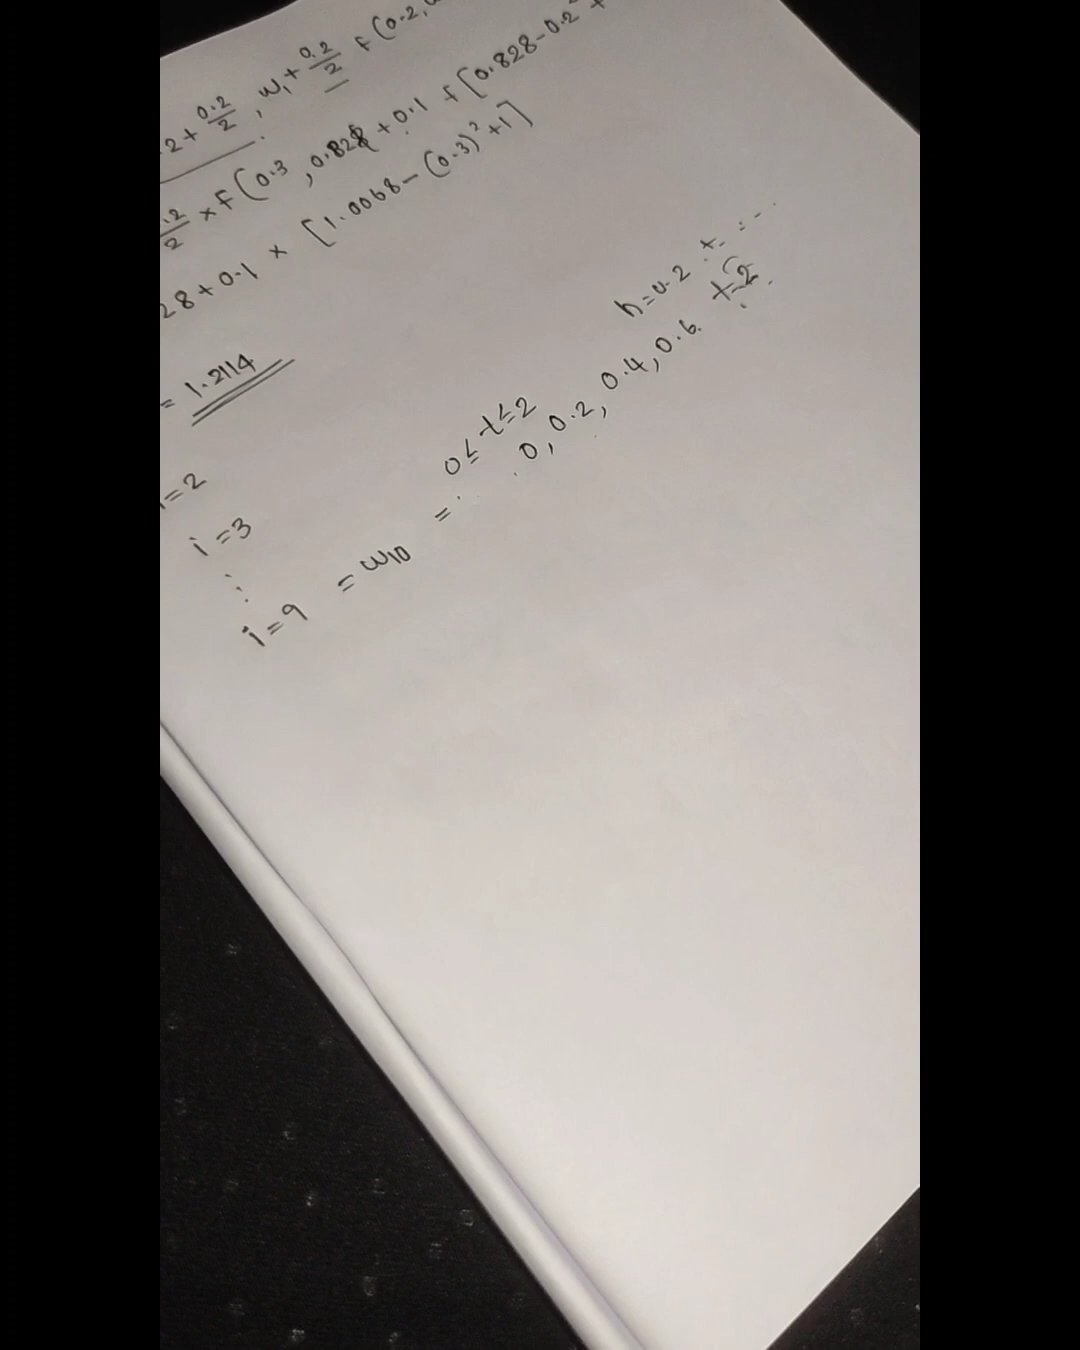 .2 + 0.2/2 , w₁ + 0.2/2 f (0.2,
.2/2 × f (0.3 , 0.828 + 0.1 f [0.828 - 0.2²
28 + 0.1 × [1.0068 - (0.3)² + 1]
= 1.2114
i=2
i=3
⋮
i=9 = w10 = 0≤t≤2
h=0.2
0, 0.2, 0.4, 0.6
t=2